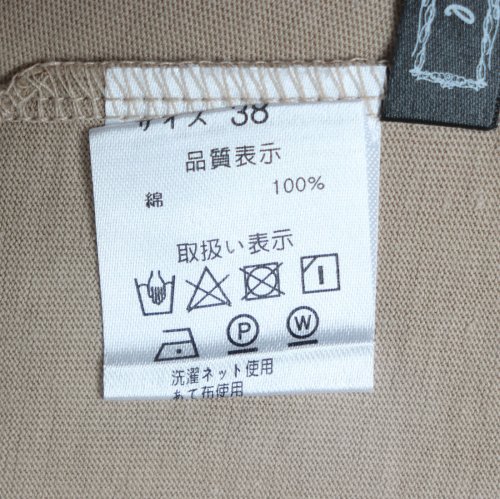 サイズ 38
品質表示
綿 100%
取扱い表示
P W
洗濯ネット使用
あて布使用